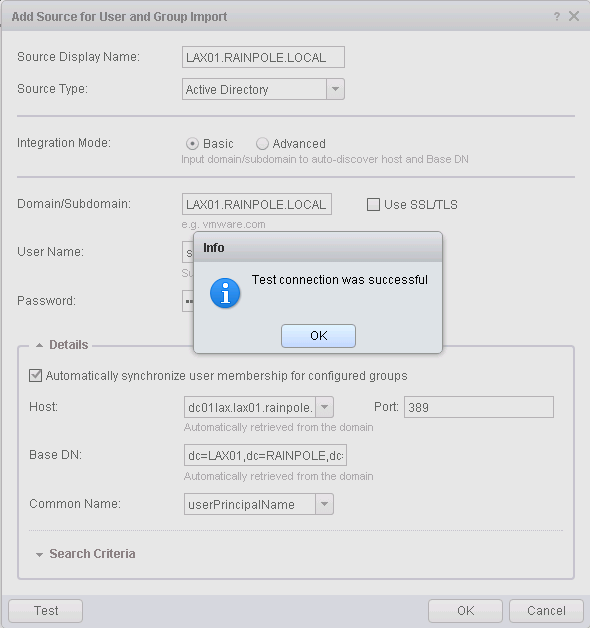 Add Source for User and Group Import ?
Source Display Name: LAX01.RAINPOLE.LOCAL
Source Type: Active Directory
Integration Mode: Basic Advanced
Input domain/subdomain to auto-discover host and Base DN
Domain/Subdomain: LAX01.RAINPOLE.LOCAL Use SSL/TLS
e.g. vmware.com
User Name: s
Su
Password: ••
Info
Test connection was successful
OK
Details
Automatically synchronize user membership for configured groups
Host: dc01lax.lax01.rainpole. Port: 389
Automatically retrieved from the domain
Base DN: dc=LAX01,dc=RAINPOLE,dc=
Automatically retrieved from the domain
Common Name: userPrincipalName
Search Criteria
Test OK Cancel